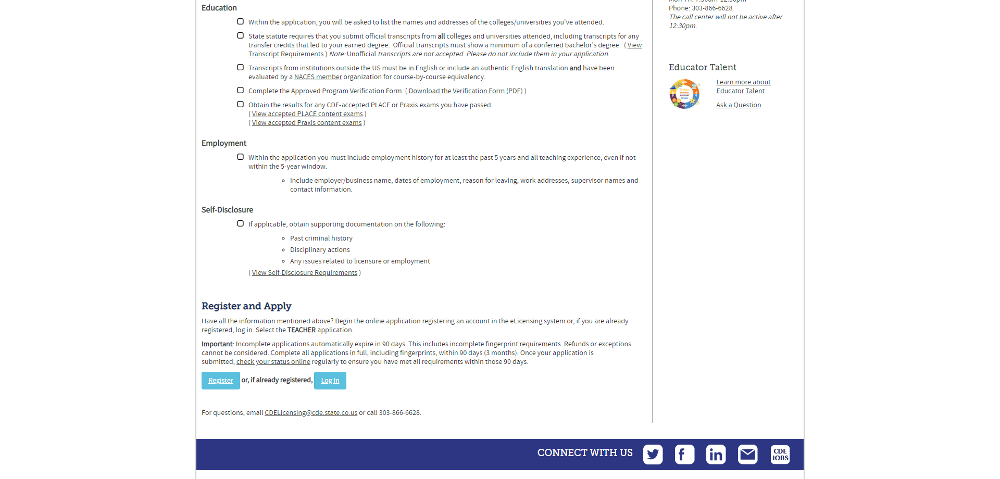 Education
Within the application, you will be asked to list the names and addresses of the colleges/universities you've attended.
State statute requires that you submit official transcripts from all colleges and universities attended, including transcripts for any
transfer credits that led to your earned degree.  Official transcripts must show a minimum of a conferred bachelor's degree.  ( View
Transcript Requirements ) Note: Unofficial transcripts are not accepted. Please do not include them in your application.
Transcripts from institutions outside the US must be in English or include an authentic English translation and have been
evaluated by a NACES member organization for course-by-course equivalency.
Complete the Approved Program Verification Form. ( Download the Verification Form (PDF) )
Obtain the results for any CDE-accepted PLACE or Praxis exams you have passed.
( View accepted PLACE content exams )
( View accepted Praxis content exams )
Employment
Within the application you must include employment history for at least the past 5 years and all teaching experience, even if not
within the 5-year window.
Include employer/business name, dates of employment, reason for leaving, work addresses, supervisor names and
contact information.
Self-Disclosure
If applicable, obtain supporting documentation on the following:
Past criminal history
Disciplinary actions
Any issues related to licensure or employment
( View Self-Disclosure Requirements )
Register and Apply
Have all the information mentioned above? Begin the online application registering an account in the eLicensing system or, if you are already
registered, log in. Select the TEACHER application.
Important: Incomplete applications automatically expire in 90 days. This includes incomplete fingerprint requirements. Refunds or exceptions
cannot be considered. Complete all applications in full, including fingerprints, within 90 days (3 months). Once your application is
submitted, check your status online regularly to ensure you have met all requirements within those 90 days.
Register or, if already registered, Log In
For questions, email CDELicensing@cde.state.co.us or call 303-866-6628.
Mon-Fri: 7:30am-12:30pm
Phone: 303-866-6628
The call center will not be active after
12:30pm.
Educator Talent
Learn more about
Educator Talent
Ask a Question
CONNECT WITH US
CDE
JOBS